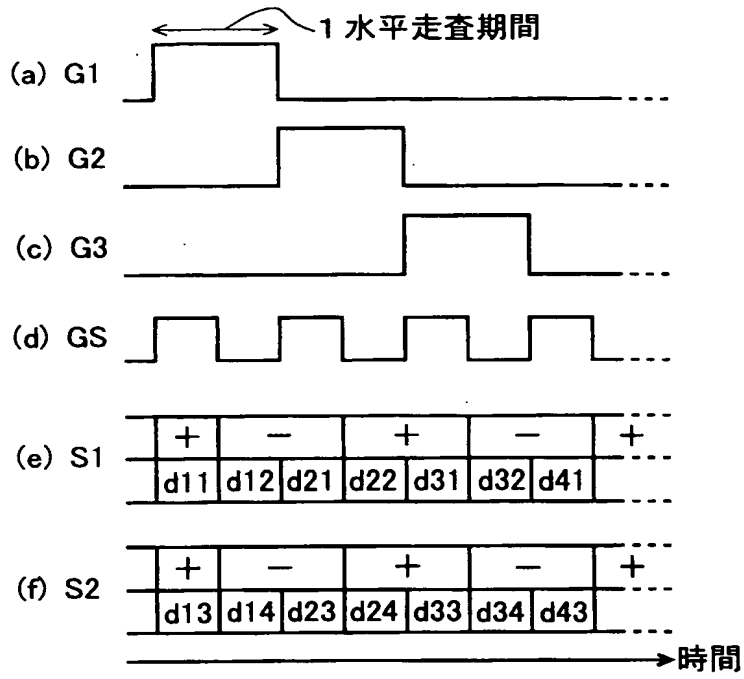 1水平走査期間
(a) G1
(b) G2
(c) G3
(d) GS
(e) S1
+ − + − +
d11 d12 d21 d22 d31 d32 d41
(f) S2
+ − + − +
d13 d14 d23 d24 d33 d34 d43
時間